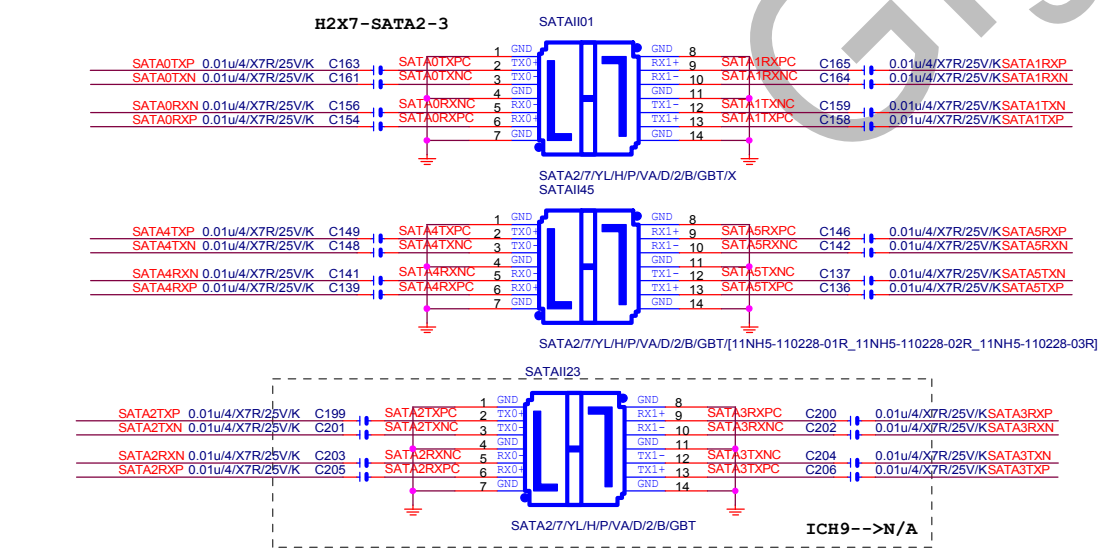 H2X7-SATA2-3
SATAII01
1 GND GND 8
SATA0TXP 0.01u/4/X7R/25V/K C163 SATA0TXPC 2 TX0+ RX1+ 9 SATA1RXPC C165 0.01u/4/X7R/25V/K SATA1RXP
SATA0TXN 0.01u/4/X7R/25V/K C161 SATA0TXNC 3 TX0- RX1- 10 SATA1RXNC C164 0.01u/4/X7R/25V/K SATA1RXN
4 GND GND 11
SATA0RXN 0.01u/4/X7R/25V/K C156 SATA0RXNC 5 RX0- TX1- 12 SATA1TXNC C159 0.01u/4/X7R/25V/K SATA1TXN
SATA0RXP 0.01u/4/X7R/25V/K C154 SATA0RXPC 6 RX0+ TX1+ 13 SATA1TXPC C158 0.01u/4/X7R/25V/K SATA1TXP
7 GND GND 14
SATA2/7/YL/H/P/VA/D/2/B/GBT/X
SATAII45
1 GND GND 8
SATA4TXP 0.01u/4/X7R/25V/K C149 SATA4TXPC 2 TX0+ RX1+ 9 SATA5RXPC C146 0.01u/4/X7R/25V/K SATA5RXP
SATA4TXN 0.01u/4/X7R/25V/K C148 SATA4TXNC 3 TX0- RX1- 10 SATA5RXNC C142 0.01u/4/X7R/25V/K SATA5RXN
4 GND GND 11
SATA4RXN 0.01u/4/X7R/25V/K C141 SATA4RXNC 5 RX0- TX1- 12 SATA5TXNC C137 0.01u/4/X7R/25V/K SATA5TXN
SATA4RXP 0.01u/4/X7R/25V/K C139 SATA4RXPC 6 RX0+ TX1+ 13 SATA5TXPC C136 0.01u/4/X7R/25V/K SATA5TXP
7 GND GND 14
SATA2/7/YL/H/P/VA/D/2/B/GBT/[11NH5-110228-01R_11NH5-110228-02R_11NH5-110228-03R]
SATAII23
1 GND GND 8
SATA2TXP 0.01u/4/X7R/25V/K C199 SATA2TXPC 2 TX0+ RX1+ 9 SATA3RXPC C200 0.01u/4/X7R/25V/K SATA3RXP
SATA2TXN 0.01u/4/X7R/25V/K C201 SATA2TXNC 3 TX0- RX1- 10 SATA3RXNC C202 0.01u/4/X7R/25V/K SATA3RXN
4 GND GND 11
SATA2RXN 0.01u/4/X7R/25V/K C203 SATA2RXNC 5 RX0- TX1- 12 SATA3TXNC C204 0.01u/4/X7R/25V/K SATA3TXN
SATA2RXP 0.01u/4/X7R/25V/K C205 SATA2RXPC 6 RX0+ TX1+ 13 SATA3TXPC C206 0.01u/4/X7R/25V/K SATA3TXP
7 GND GND 14
SATA2/7/YL/H/P/VA/D/2/B/GBT
ICH9-->N/A